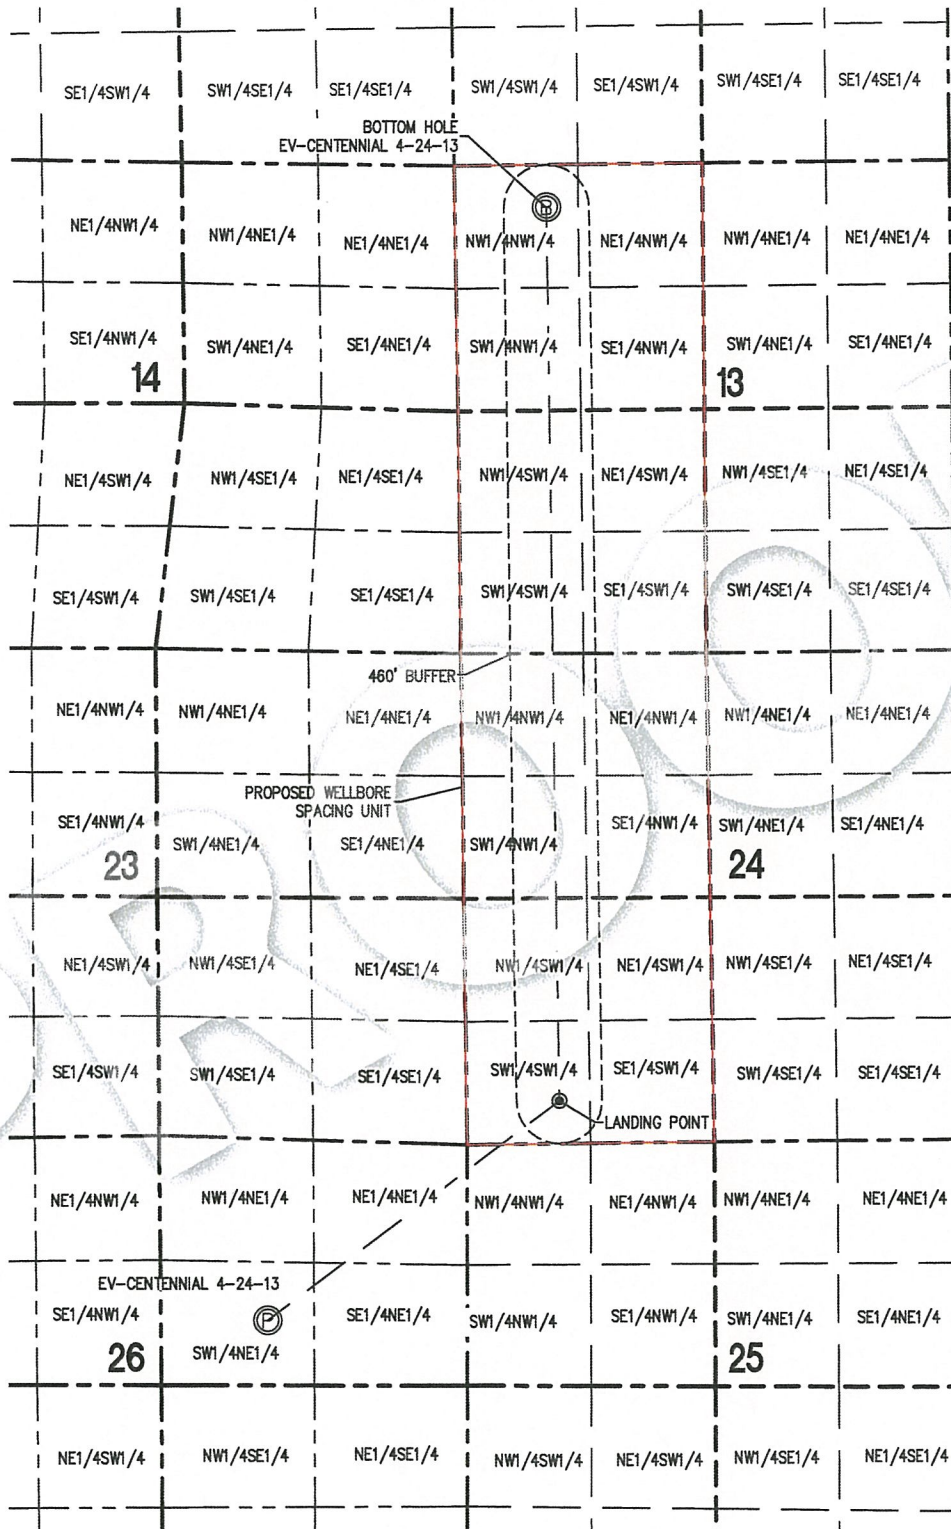 SE1/4SW1/4 SW1/4SE1/4 SE1/4SE1/4 SW1/4SW1/4 SE1/4SW1/4 SW1/4SE1/4 SE1/4SE1/4
BOTTOM HOLE
EV-CENTENNIAL 4-24-13
B
NE1/4NW1/4 NW1/4NE1/4 NE1/4NE1/4 NW1/4NW1/4 NE1/4NW1/4 NW1/4NE1/4 NE1/4NE1/4
SE1/4NW1/4 SW1/4NE1/4 SE1/4NE1/4 SW1/4NW1/4 SE1/4NW1/4 SW1/4NE1/4 SE1/4NE1/4
14 13
NE1/4SW1/4 NW1/4SE1/4 NE1/4SE1/4 NW1/4SW1/4 NE1/4SW1/4 NW1/4SE1/4 NE1/4SE1/4
SE1/4SW1/4 SW1/4SE1/4 SE1/4SE1/4 SW1/4SW1/4 SE1/4SW1/4 SW1/4SE1/4 SE1/4SE1/4
460' BUFFER
NE1/4NW1/4 NW1/4NE1/4 NE1/4NE1/4 NW1/4NW1/4 NE1/4NW1/4 NW1/4NE1/4 NE1/4NE1/4
PROPOSED WELLBORE
SPACING UNIT
SE1/4NW1/4 SW1/4NE1/4 SE1/4NE1/4 SW1/4NW1/4 SE1/4NW1/4 SW1/4NE1/4 SE1/4NE1/4
23 24
NE1/4SW1/4 NW1/4SE1/4 NE1/4SE1/4 NW1/4SW1/4 NE1/4SW1/4 NW1/4SE1/4 NE1/4SE1/4
SE1/4SW1/4 SW1/4SE1/4 SE1/4SE1/4 SW1/4SW1/4 SE1/4SW1/4 SW1/4SE1/4 SE1/4SE1/4
LANDING POINT
NE1/4NW1/4 NW1/4NE1/4 NE1/4NE1/4 NW1/4NW1/4 NE1/4NW1/4 NW1/4NE1/4 NE1/4NE1/4
EV-CENTENNIAL 4-24-13
P
SE1/4NW1/4 SW1/4NE1/4 SE1/4NE1/4 SW1/4NW1/4 SE1/4NW1/4 SW1/4NE1/4 SE1/4NE1/4
26 25
NE1/4SW1/4 NW1/4SE1/4 NE1/4SE1/4 NW1/4SW1/4 NE1/4SW1/4 NW1/4SE1/4 NE1/4SE1/4